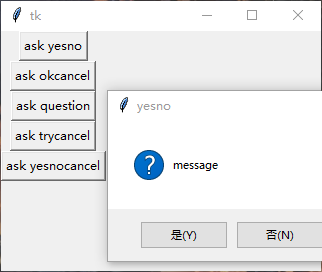 tk
ask yesno
ask okcancel
ask question
ask trycancel
ask yesnocancel
yesno
message
是(Y)
否(N)